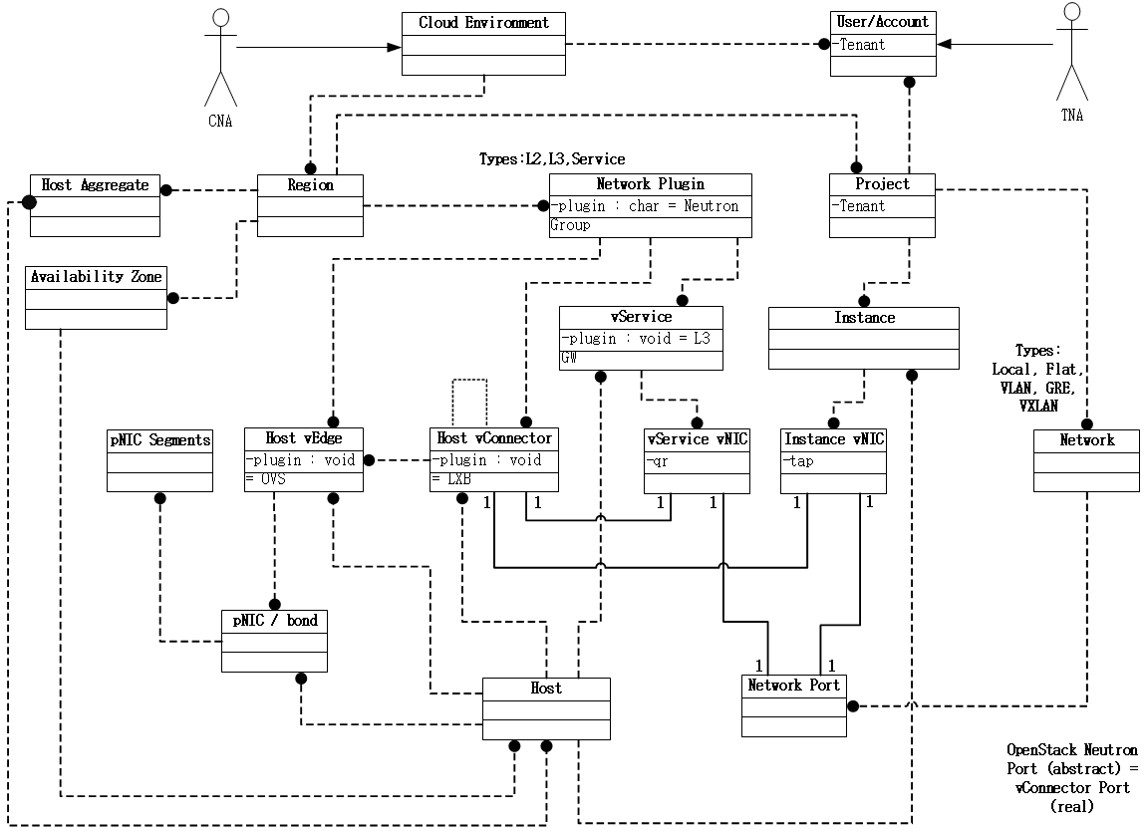 Cloud Environment
User/Account
-Tenant
CNA
TNA
Types:L2,L3,Service
Host Aggregate
Region
Network Plugin
-plugin : char = Neutron
Group
Project
-Tenant
Availability Zone
vService
-plugin : void = L3
GW
Instance
Types:
Local, Flat,
VLAN, GRE,
VXLAN
pNIC Segments
Host vEdge
-plugin : void
= OVS
Host vConnector
-plugin : void
= LXB
vService vNIC
-qr
Instance vNIC
-tap
Network
1
1
1
1
1
pNIC / bond
1
1
Host
Network Port
OpenStack Neutron
Port (abstract) =
vConnector Port
(real)